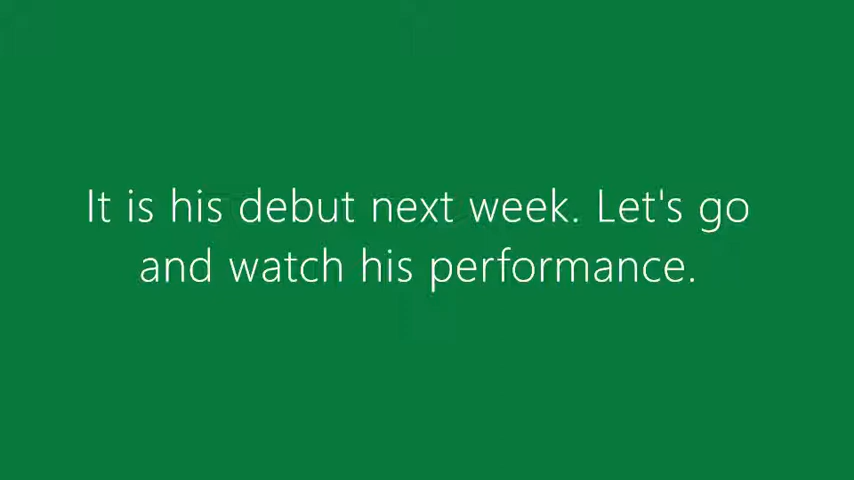 It is his debut next week. Let's go
and watch his performance.